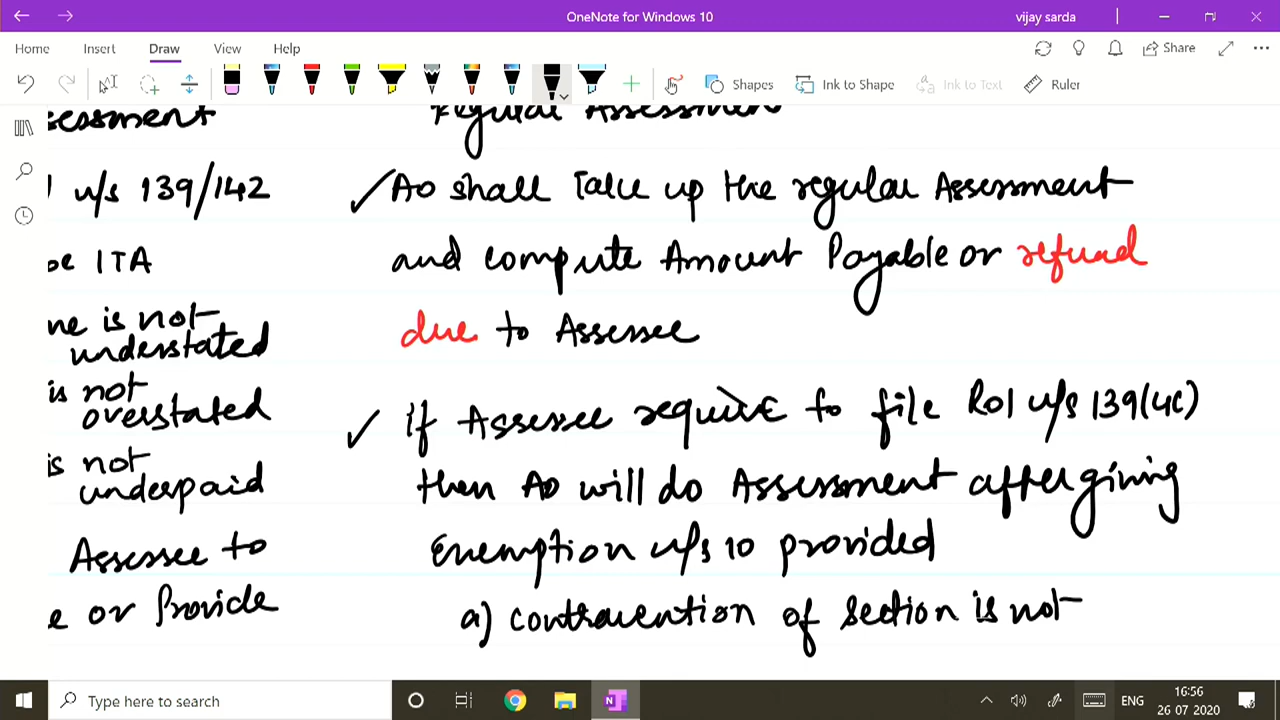 OneNote for Windows 10
vijay sarda
Home Insert Draw View Help
Share
Shapes Ink to Shape Ink to Text Ruler
sessment
Regular Assessment
u/s 139/142
Ao shall Take up the regular Assessment
ITA
and compute Amount Payable or refund
ne is not
understated
due to Assessee
is not
overstated
If Assessee require to file RoI u/s 139(4C)
is not
underpaid
then Ao will do Assessment after giving
Assessee to
Exemption u/s 10 provided
e or Provide
a) contravention of section is not
Type here to search
ENG
16:56
26-07-2020